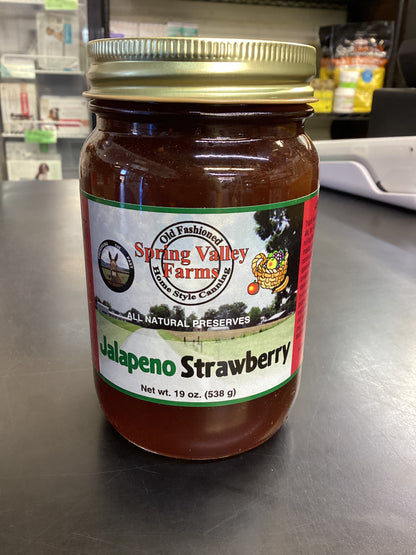 Old Fashioned
Spring Valley
Farms
Home Style Canning
ALL NATURAL PRESERVES
Jalapeno Strawberry
Net wt. 19 oz. (538 g)